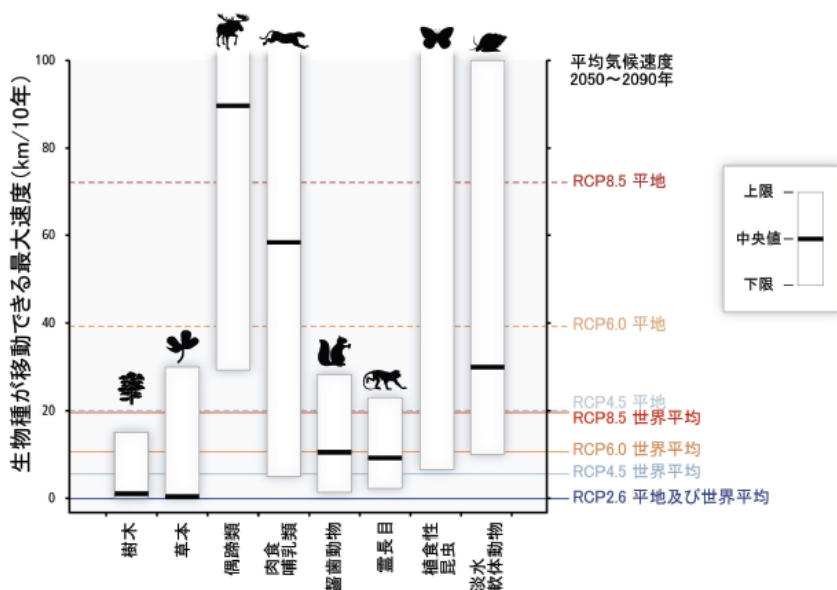 生物種が移動できる最大速度(km/10年)
100
80
60
40
20
0
平均気候速度
2050～2090年
RCP8.5 平地
RCP6.0 平地
RCP4.5 平地
RCP8.5 世界平均
RCP6.0 世界平均
RCP4.5 世界平均
RCP2.6 平地及び世界平均
上限
中央値
下限
樹木
草本
偶蹄類
肉食
哺乳類
齧歯動物
霊長目
植食性
昆虫
淡水
軟体動物